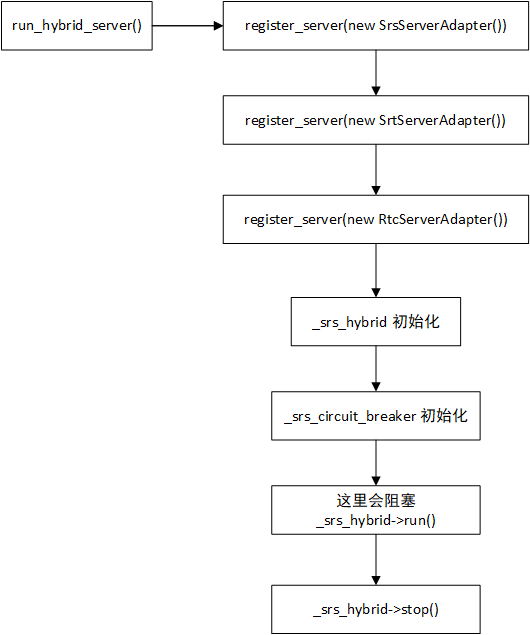 run_hybrid_server()
register_server(new SrsServerAdapter())
register_server(new SrtServerAdapter())
register_server(new RtcServerAdapter())
_srs_hybrid 初始化
_srs_circuit_breaker 初始化
这里会阻塞
_srs_hybrid->run()
_srs_hybrid->stop()